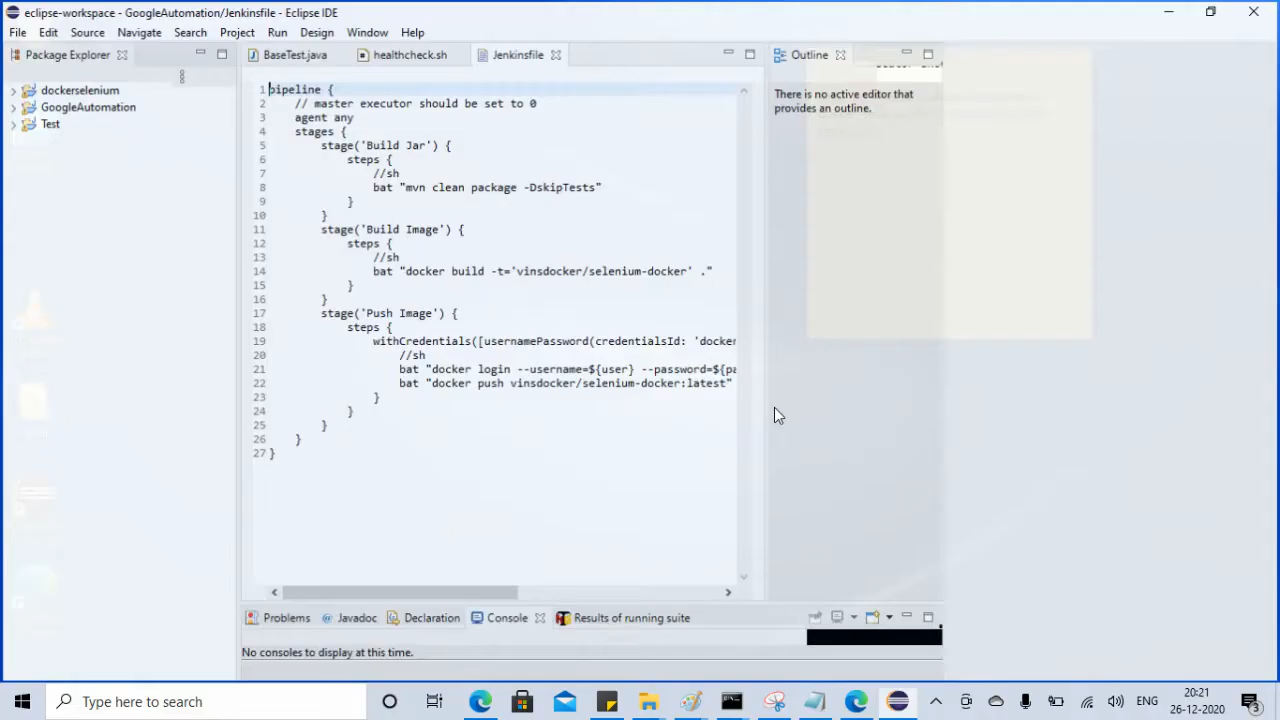 eclipse-workspace - GoogleAutomation/Jenkinsfile - Eclipse IDE
File Edit Source Navigate Search Project Run Design Window Help
Package Explorer
dockerselenium
GoogleAutomation
Test
BaseTest.java healthcheck.sh Jenkinsfile
1 pipeline {
2 // master executor should be set to 0
3 agent any
4 stages {
5 stage('Build Jar') {
6 steps {
7 //sh
8 bat "mvn clean package -DskipTests"
9 }
10 }
11 stage('Build Image') {
12 steps {
13 //sh
14 bat "docker build -t='vinsdocker/selenium-docker' ."
15 }
16 }
17 stage('Push Image') {
18 steps {
19 withCredentials([usernamePassword(credentialsId: 'docker
20 //sh
21 bat "docker login --username=${user} --password=${pa
22 bat "docker push vinsdocker/selenium-docker:latest"
23 }
24 }
25 }
26 }
27 }
Outline
There is no active editor that
provides an outline.
Problems Javadoc Declaration Console Results of running suite
No consoles to display at this time.
Type here to search
ENG
20:21
26-12-2020
3